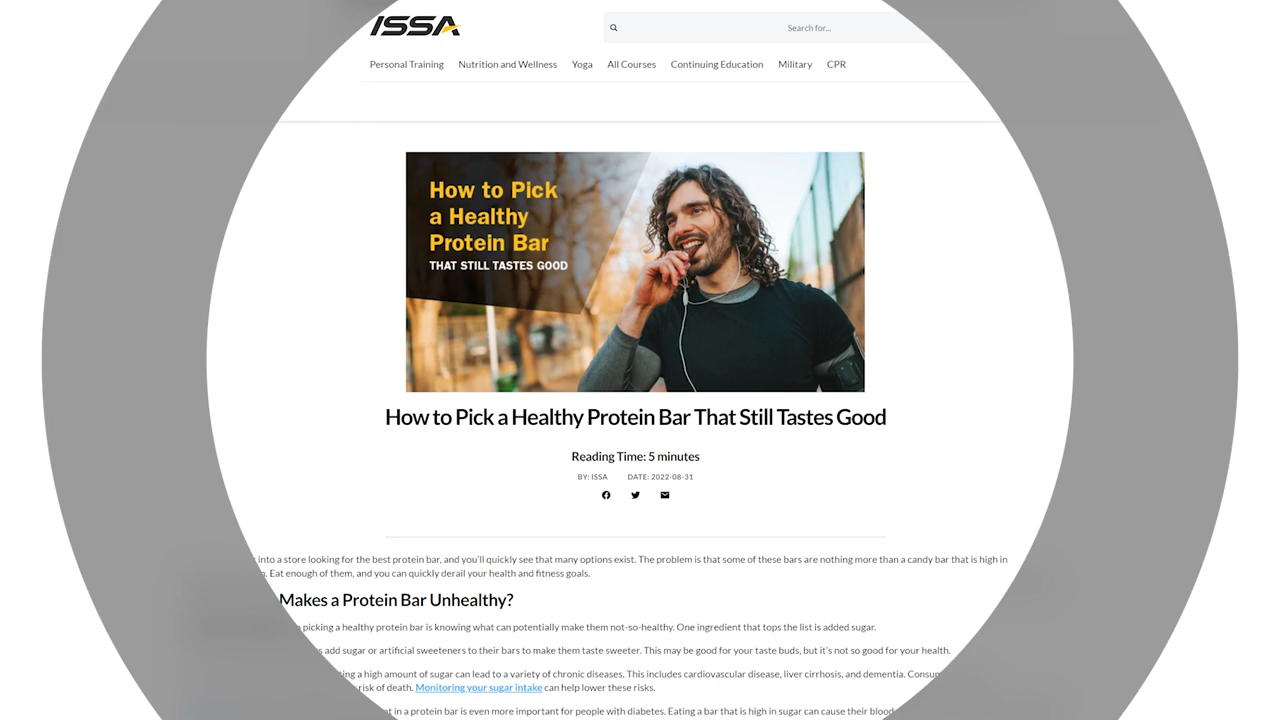 ISSA
Search for...
Personal Training Nutrition and Wellness Yoga All Courses Continuing Education Military CPR
How to Pick
a Healthy
Protein Bar
THAT STILL TASTES GOOD
How to Pick a Healthy Protein Bar That Still Tastes Good
Reading Time: 5 minutes
BY: ISSA DATE: 2022-08-31
into a store looking for the best protein bar, and you'll quickly see that many options exist. The problem is that some of these bars are nothing more than a candy bar that is high in
. Eat enough of them, and you can quickly derail your health and fitness goals.
Makes a Protein Bar Unhealthy?
picking a healthy protein bar is knowing what can potentially make them not-so-healthy. One ingredient that tops the list is added sugar.
add sugar or artificial sweeteners to their bars to make them taste sweeter. This may be good for your taste buds, but it's not so good for your health.
a high amount of sugar can lead to a variety of chronic diseases. This includes cardiovascular disease, liver cirrhosis, and dementia.
risk of death. Monitoring your sugar intake can help lower these risks.
in a protein bar is even more important for people with diabetes. Eating a bar that is high in sugar can cause their blood